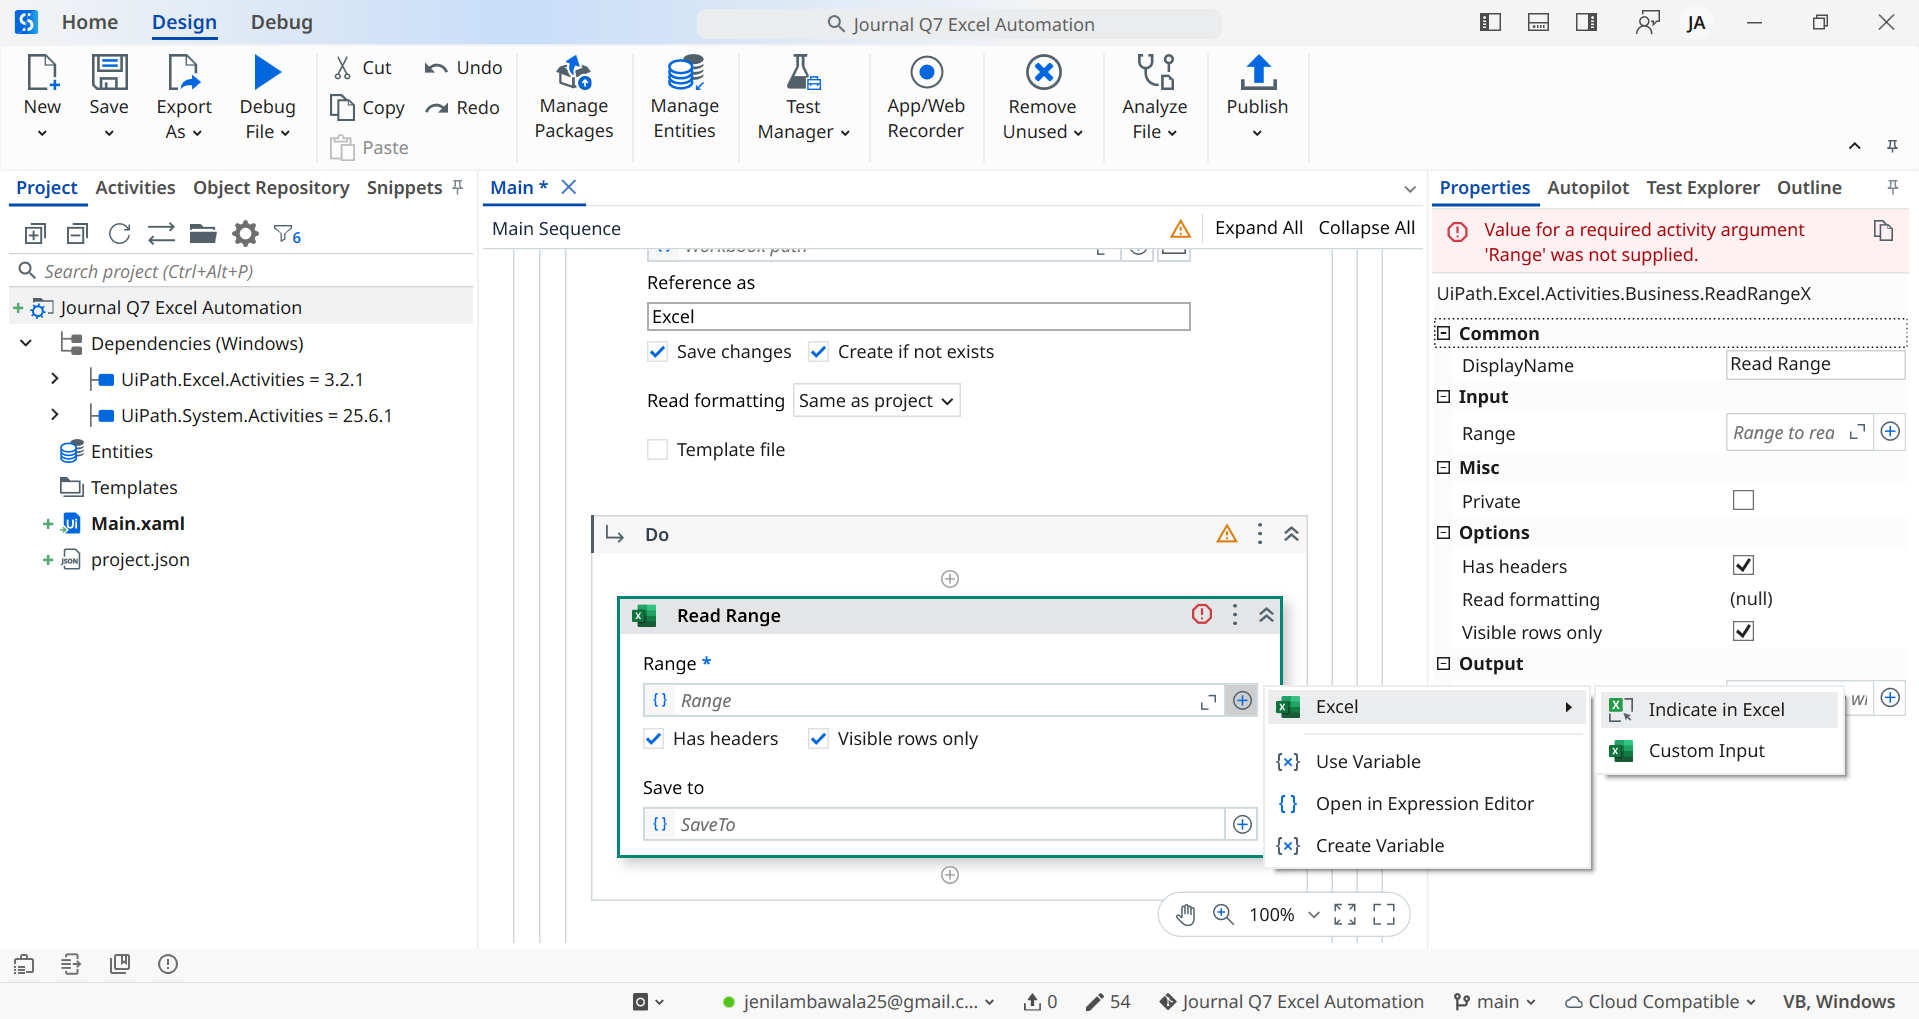 Home
Design
Debug
Journal Q7 Excel Automation
JA
New
Save
Export
As
Debug
File
Cut
Copy
Paste
Undo
Redo
Manage
Packages
Manage
Entities
Test
Manager
App/Web
Recorder
Remove
Unused
Analyze
File
Publish
Project
Activities
Object Repository
Snippets
6
Search project (Ctrl+Alt+P)
Journal Q7 Excel Automation
Dependencies (Windows)
UiPath.Excel.Activities = 3.2.1
UiPath.System.Activities = 25.6.1
Entities
Templates
Main.xaml
project.json
Main *
Main Sequence
Expand All
Collapse All
Workbook path
Reference as
Excel
Save changes
Create if not exists
Read formatting
Same as project
Template file
Do
Read Range
Range *
Range
Has headers
Visible rows only
Save to
SaveTo
Excel
Use Variable
Open in Expression Editor
Create Variable
Indicate in Excel
Custom Input
100%
Properties
Autopilot
Test Explorer
Outline
Value for a required activity argument
'Range' was not supplied.
UiPath.Excel.Activities.Business.ReadRangeX
Common
DisplayName
Read Range
Input
Range
Range to rea
Misc
Private
Options
Has headers
Read formatting
(null)
Visible rows only
Output
jenilambawala25@gmail.c...
0
54
Journal Q7 Excel Automation
main
Cloud Compatible
VB, Windows